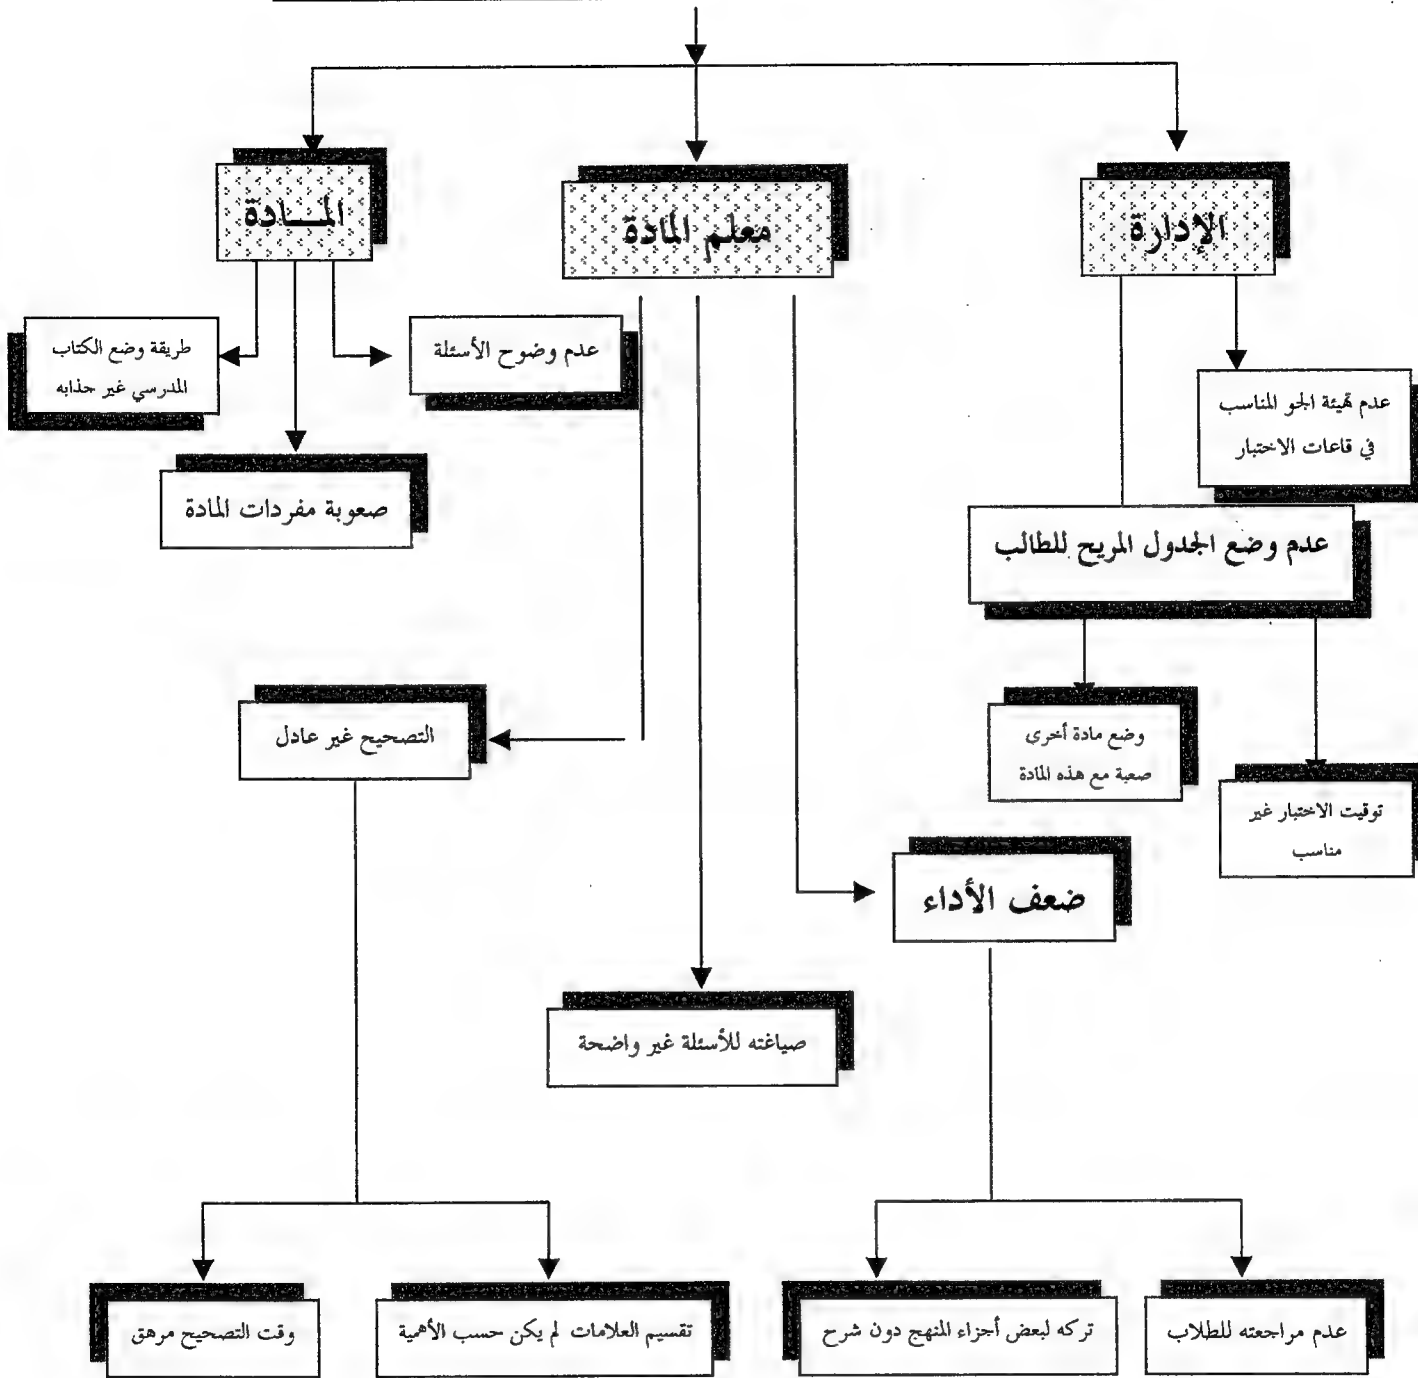 الإدارة
معلم المادة
المـــادة
عدم تهيئة الجو المناسب
في قاعات الاختبار
عدم وضوح الأسئلة
طريقة وضع الكتاب
المدرسي غير جذابه
صعوبة مفردات المادة
عدم وضع الجدول المريح للطالب
وضع مادة أخرى
صعبة مع هذه المادة
توقيت الاختبار غير
مناسب
التصحيح غير عادل
ضعف الأداء
صياغته للأسئلة غير واضحة
عدم مراجعته للطلاب
تركه لبعض أجزاء المنهج دون شرح
تقسيم العلامات لم يكن حسب الأهمية
وقت التصحيح مرهق